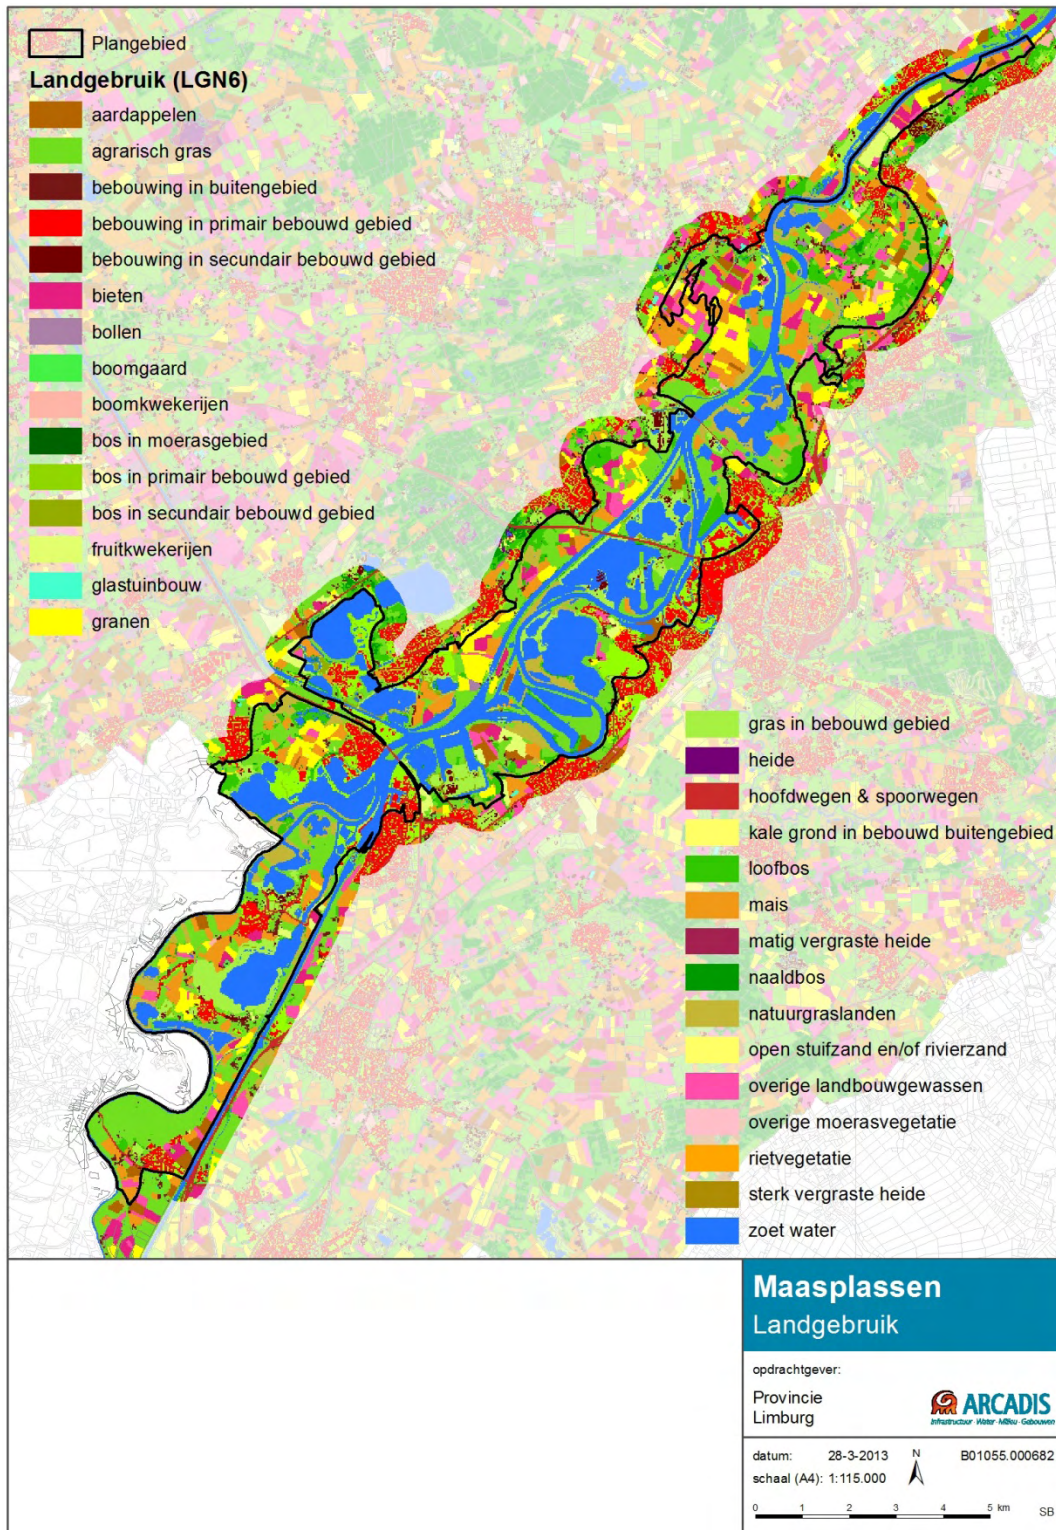 Plangebied
Landgebruik (LGN6)
aardappelen
agrarisch gras
bebouwing in buitengebied
bebouwing in primair bebouwd gebied
bebouwing in secundair bebouwd gebied
bieten
bollen
boomgaard
boomkwekerijen
bos in moerasgebied
bos in primair bebouwd gebied
bos in secundair bebouwd gebied
fruitkwekerijen
glastuinbouw
granen
gras in bebouwd gebied
heide
hoofdwegen & spoorwegen
kale grond in bebouwd buitengebied
loofbos
mais
matig vergraste heide
naaldbos
natuurgraslanden
open stuifzand en/of rivierzand
overige landbouwgewassen
overige moerasvegetatie
rietvegetatie
sterk vergraste heide
zoet water
Maasplassen
Landgebruik
opdrachtgever:
Provincie
Limburg
ARCADIS
Infrastructuur · Water · Milieu · Gebouwen
datum: 28-3-2013 N B01055.000682
schaal (A4): 1:115.000
0 1 2 3 4 5 km SB